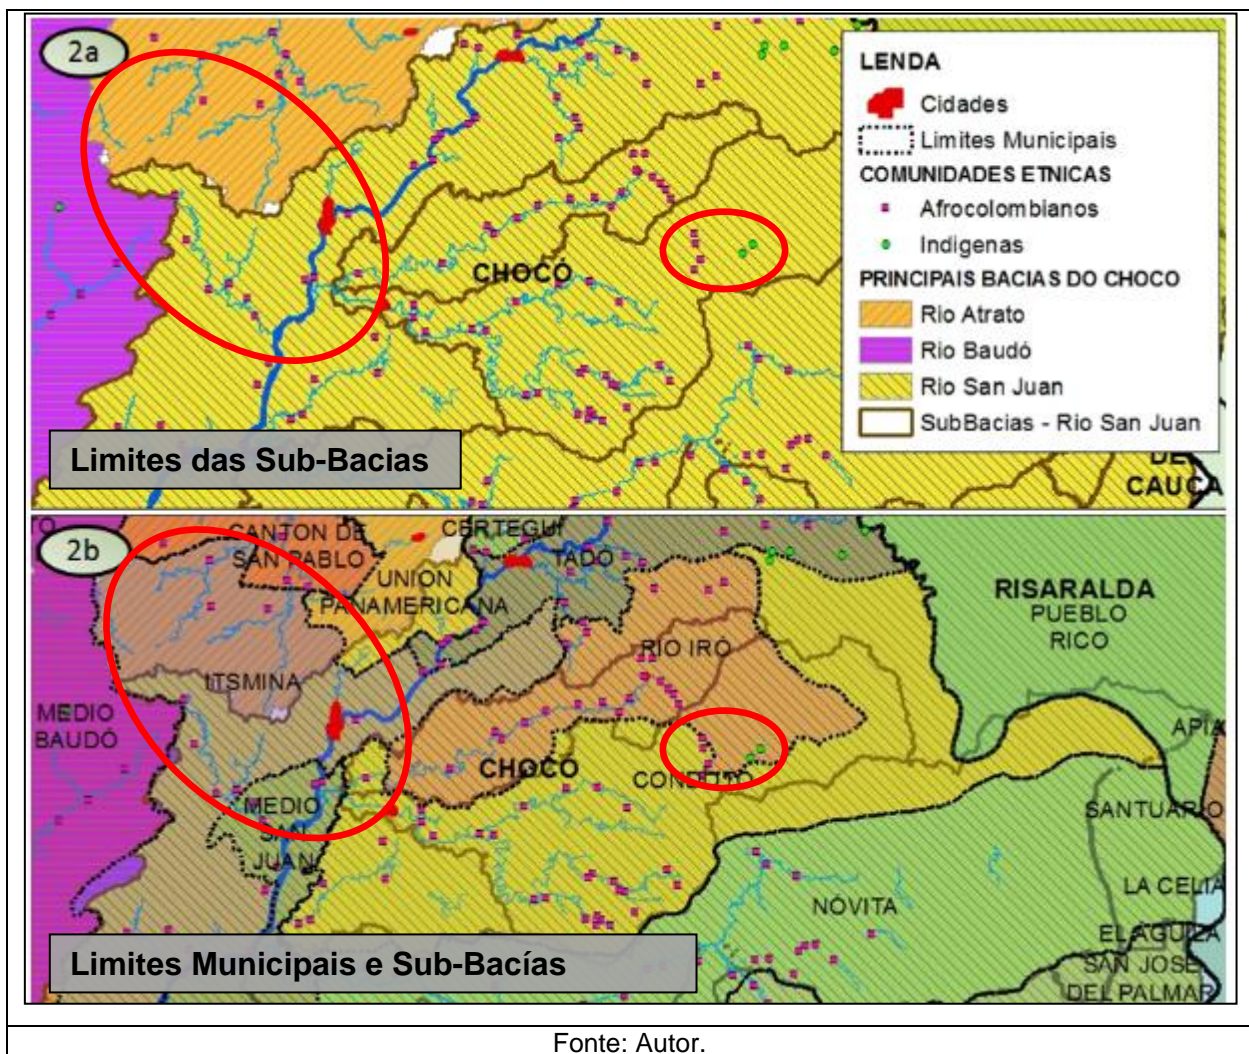 2a
LENDA
Cidades
Limites Municipais
COMUNIDADES ETNICAS
Afrocolombianos
Indigenas
PRINCIPAIS BACIAS DO CHOCO
Rio Atrato
Rio Baudó
Rio San Juan
SubBacias - Rio San Juan
CHOCÓ
CAUCA
Limites das Sub-Bacias
2b
CANTON DE
SAN PABLO
CERTEGUI
TADO
UNION
PANAMERICANA
RISARALDA
PUEBLO
RICO
RIO IRÓ
ITSMINA
MEDIO
BAUDÓ
APIA
CHOCÓ
CONDOTO
MEDIO
SAN
JUAN
SANTUARIO
LA CELIA
NÓVITA
EL AGUILA
SAN JOSE
DEL PALMAR
Limites Municipais e Sub-Bacías
Fonte: Autor.